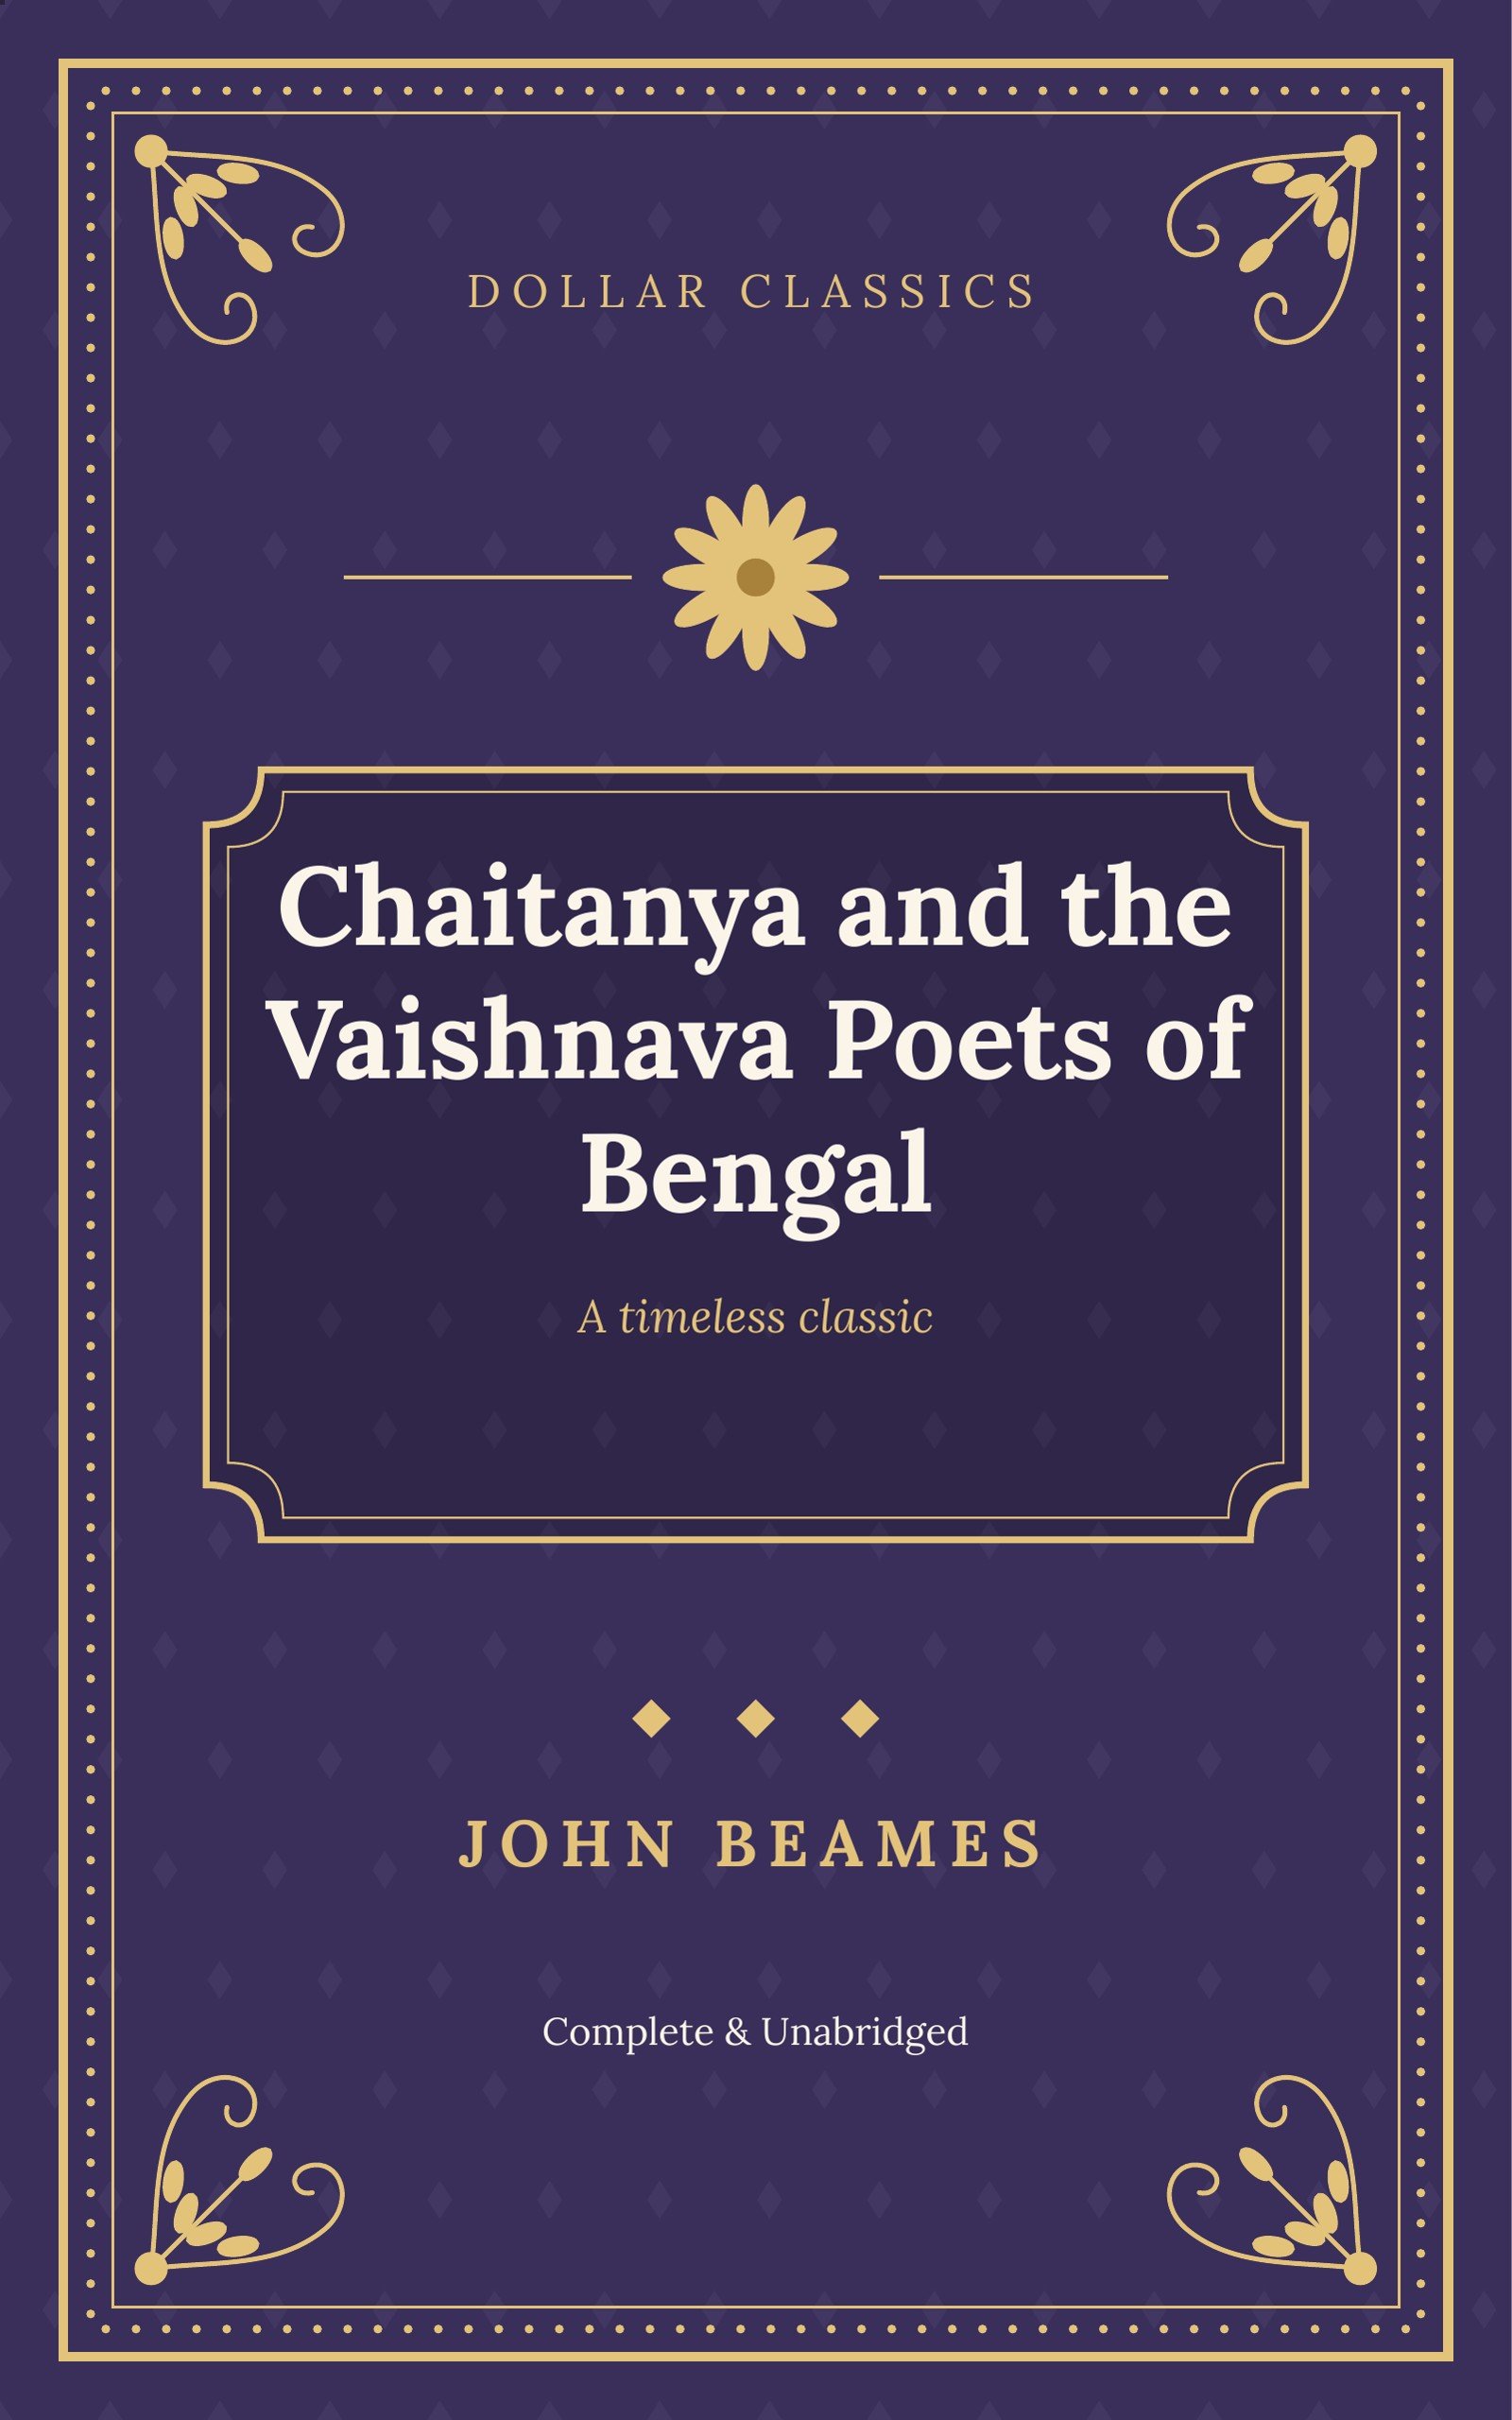 DOLLAR CLASSICS
Chaitanya and the
Vaishnava Poets of
Bengal
A timeless classic
JOHN BEAMES
Complete & Unabridged